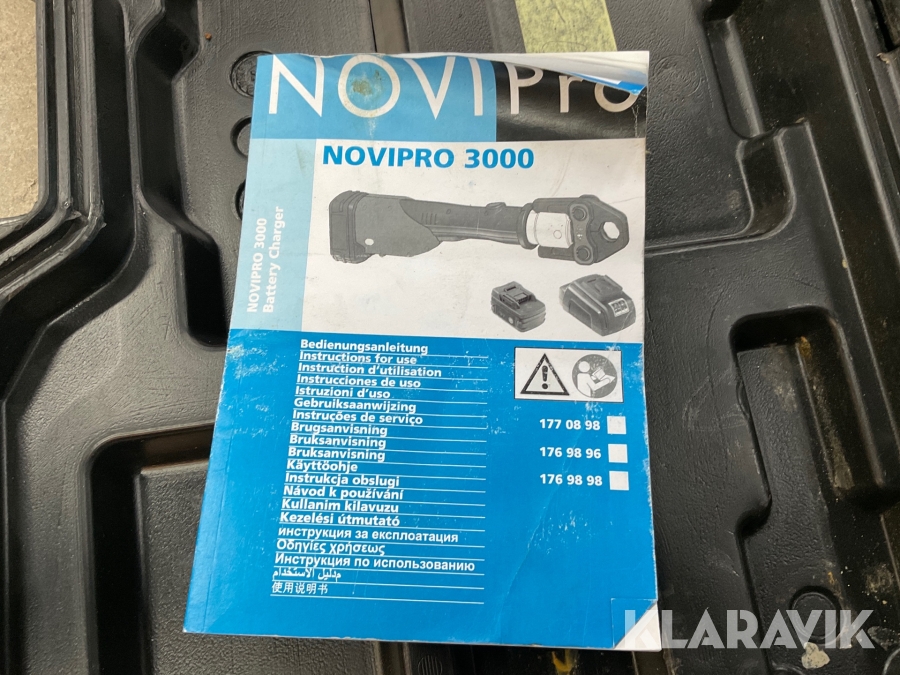 NOVIPro
NOVIPRO 3000
NOVIPRO 3000
Battery Charger
Bedienungsanleitung
Instructions for use
Instruction d'utilisation
Instrucciones de uso
Istruzioni d'uso
Gebruiksaanwijzing
Instruções de serviço
Brugsanvisning
Bruksanvisning
Bruksanvisning
Käyttöohje
Instrukcja obslugi
Návod k používání
Kullanim kilavuzu
Kezelési útmutató
инструкция за експлоатация
Οδηγίες χρήσεως
Инструкция по использованию
دليل الاستخدام
使用说明书
177 08 98
176 98 96
176 98 98
KLARAVIK